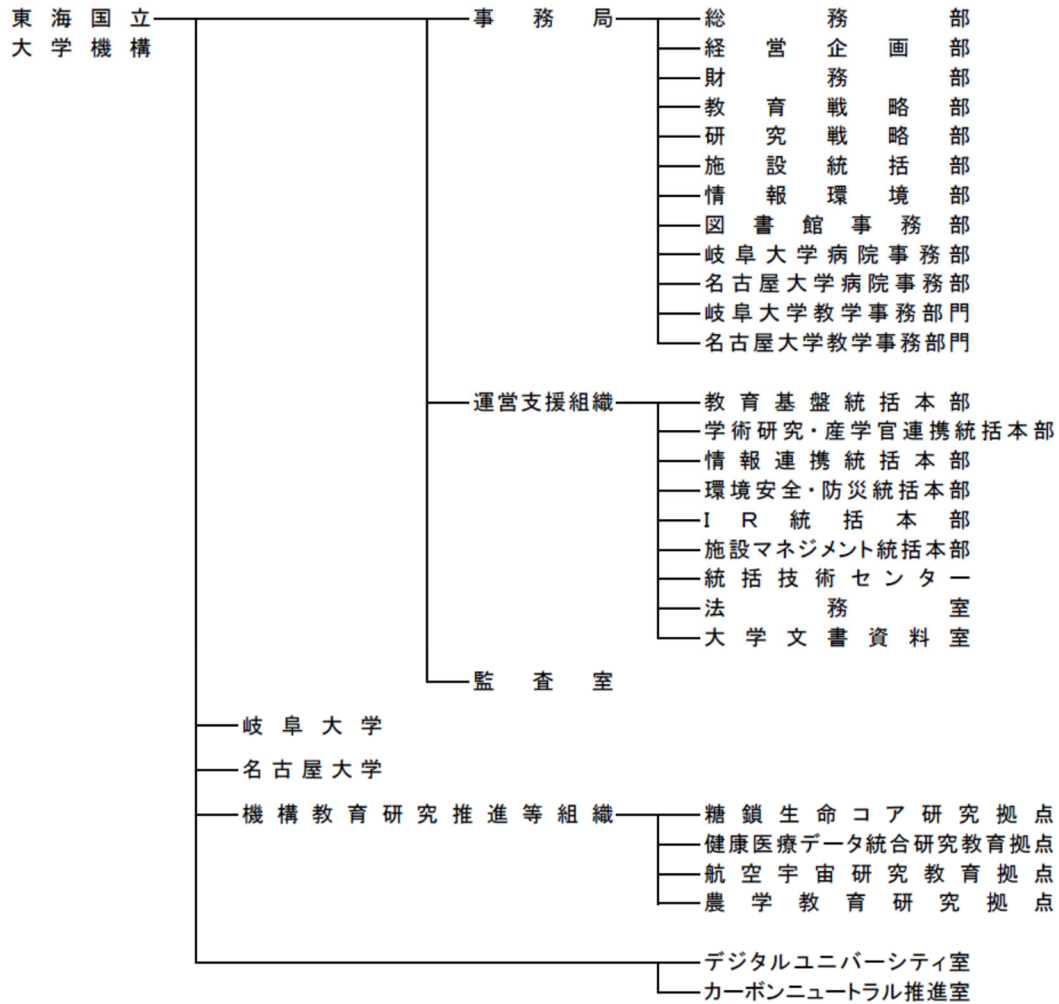 東海国立
大学機構
事務局
総務部
経営企画部
財務部
教育戦略部
研究戦略部
施設統括部
情報環境部
図書館事務部
岐阜大学病院事務部
名古屋大学病院事務部
岐阜大学教学事務部門
名古屋大学教学事務部門
運営支援組織
教育基盤統括本部
学術研究・産学官連携統括本部
情報連携統括本部
環境安全・防災統括本部
IR統括本部
施設マネジメント統括本部
統括技術センター
法務室
大学文書資料室
監査室
岐阜大学
名古屋大学
機構教育研究推進等組織
糖鎖生命コア研究拠点
健康医療データ統合研究教育拠点
航空宇宙研究教育拠点
農学教育研究拠点
デジタルユニバーシティ室
カーボンニュートラル推進室